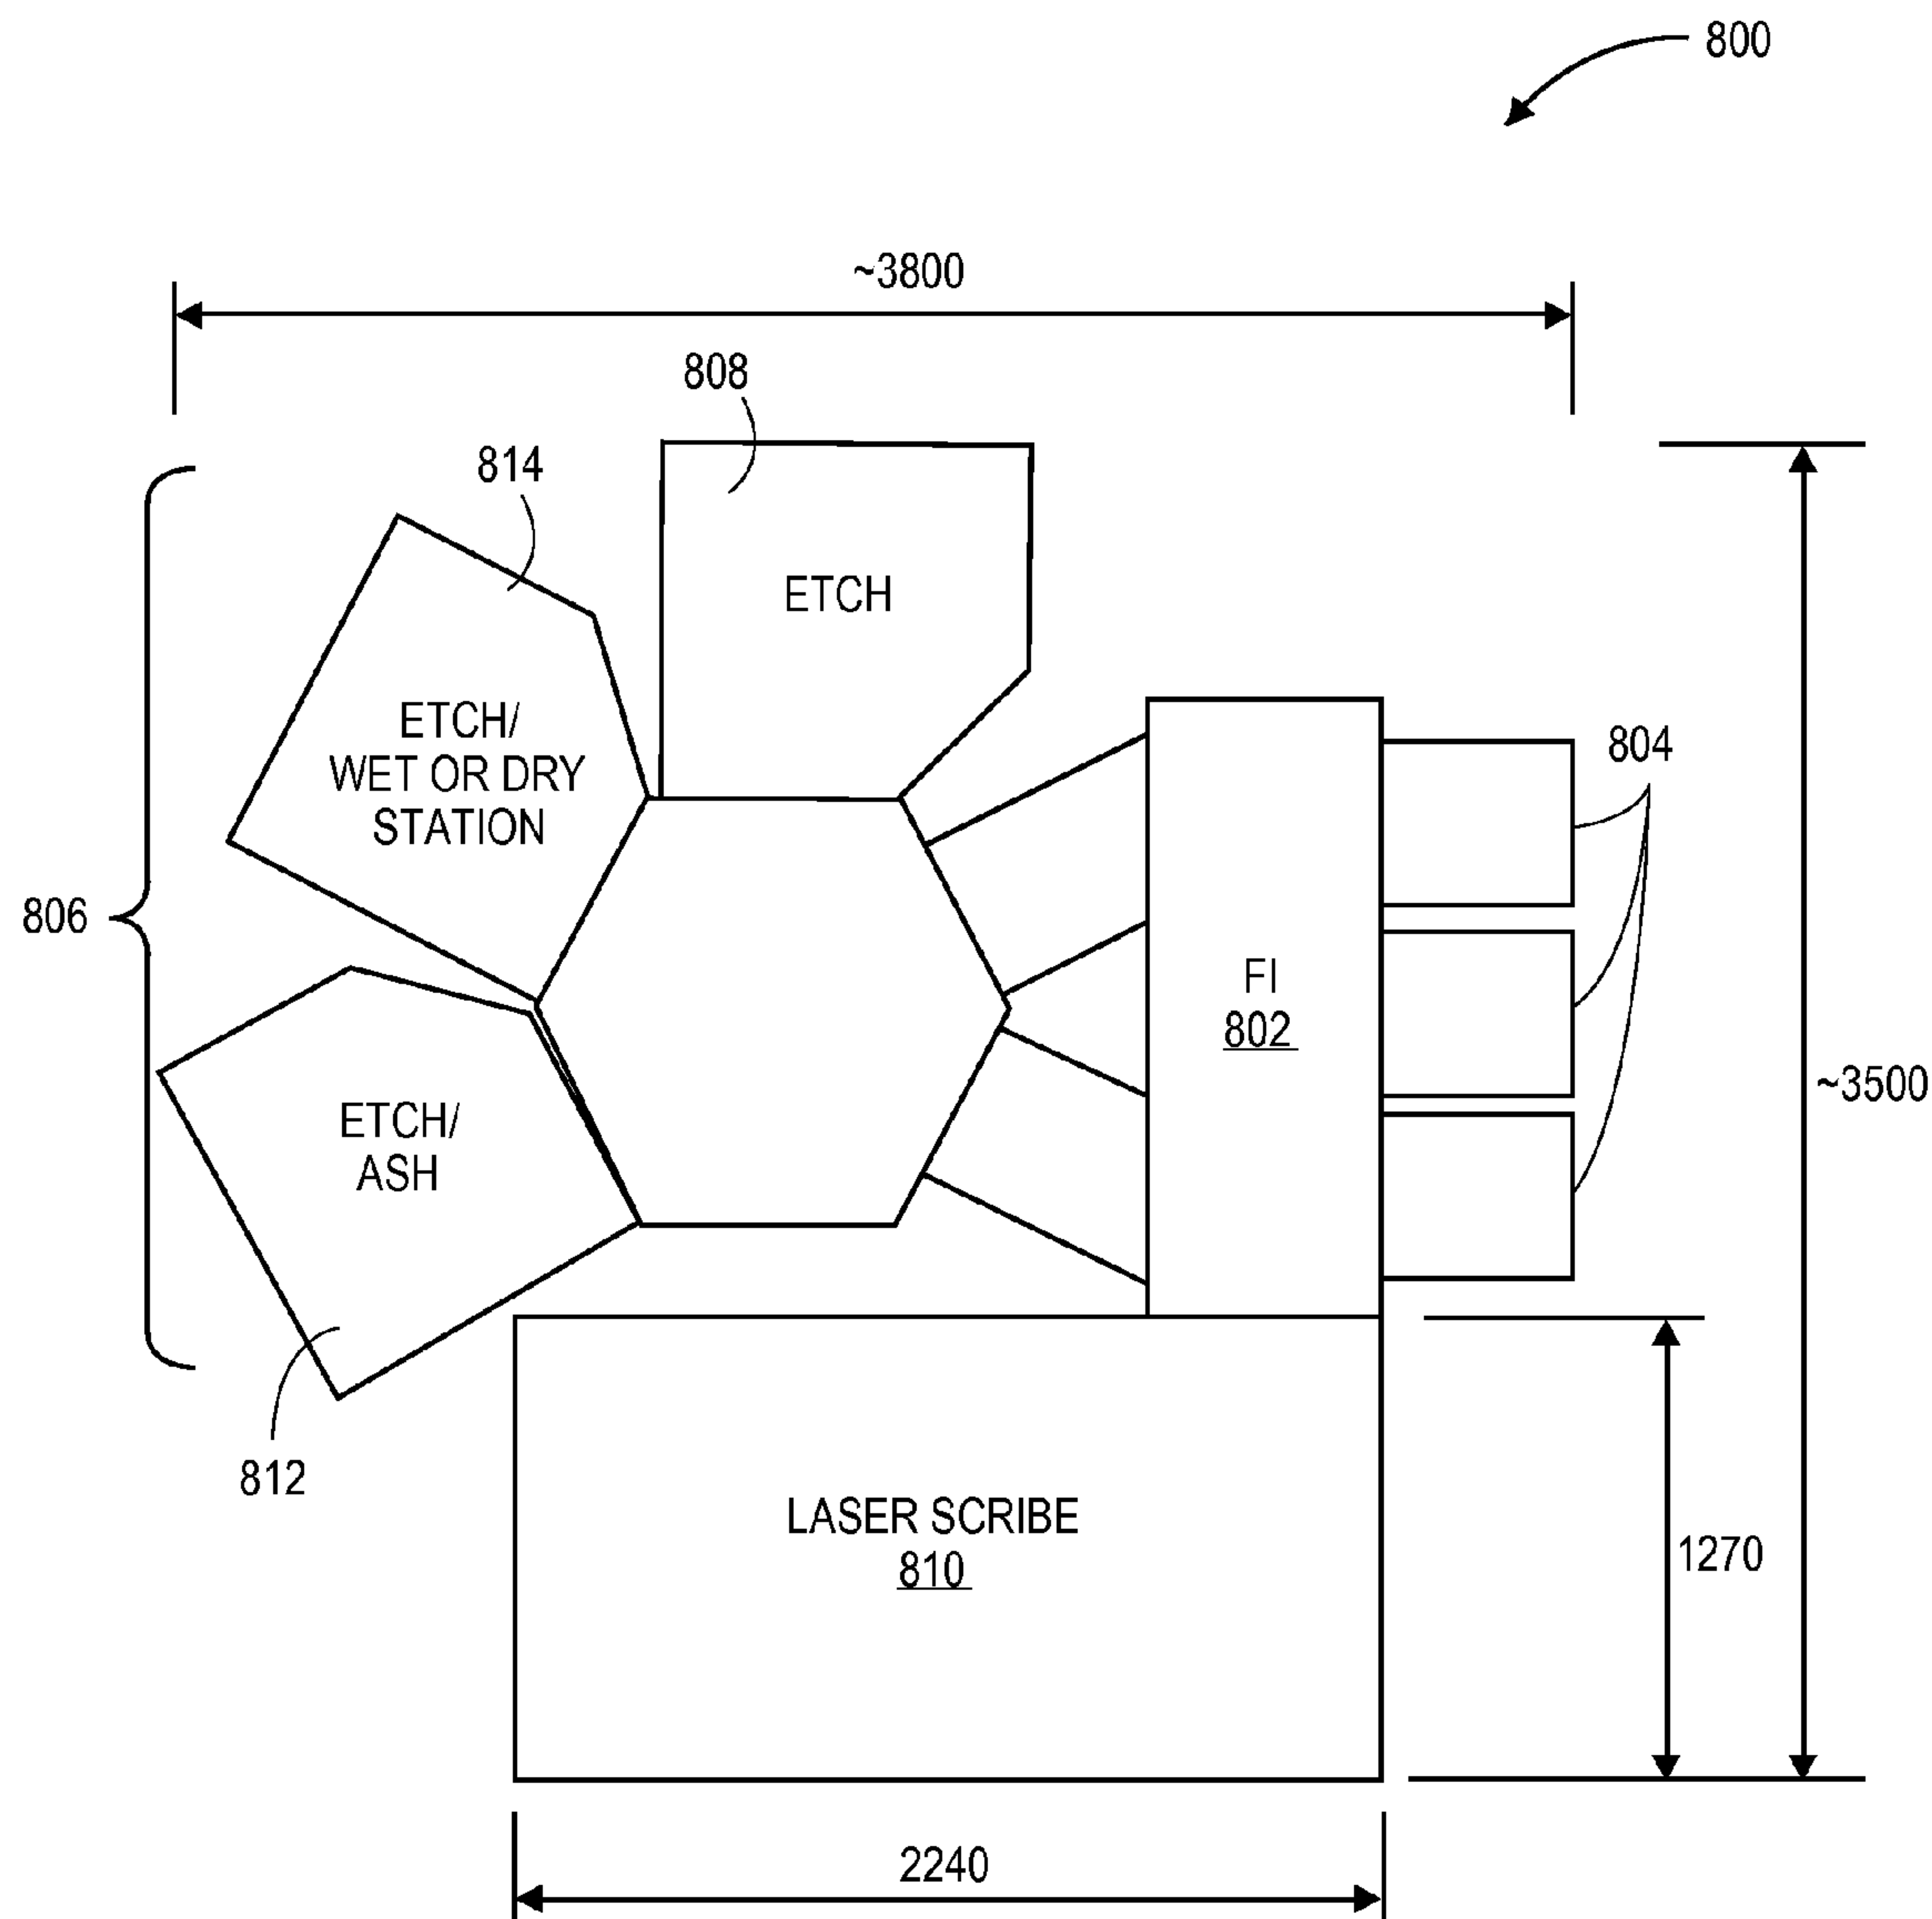 800
~3800
808
814
ETCH
ETCH/
WET OR DRY
STATION
804
806
FI
802
~3500
ETCH/
ASH
812
LASER SCRIBE
810
1270
2240